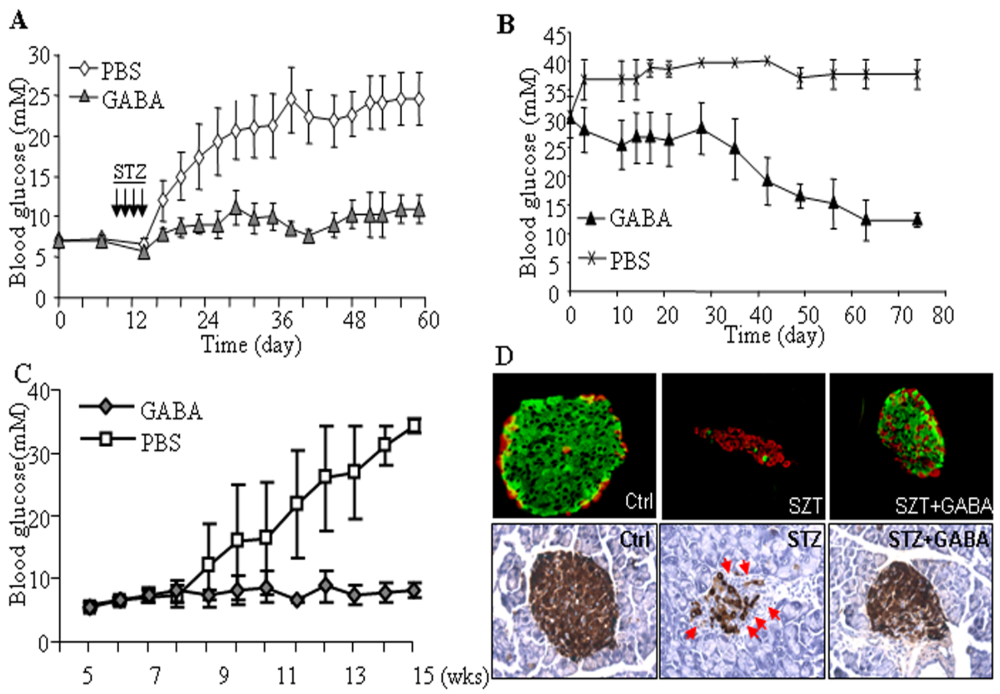 A
Blood glucose (mM)
30
25
20
15
10
5
0
PBS
GABA
STZ
0 12 24 36 48 60
Time (day)
B
Blood glucose (mM)
45
40
35
30
25
20
15
10
5
0
GABA
PBS
0 10 20 30 40 50 60 70 80
Time (day)
C
Blood glucose(mM)
40
30
20
10
0
GABA
PBS
5 7 9 11 13 15 (wks)
D
Ctrl
SZT
SZT+GABA
Ctrl
STZ
STZ+GABA